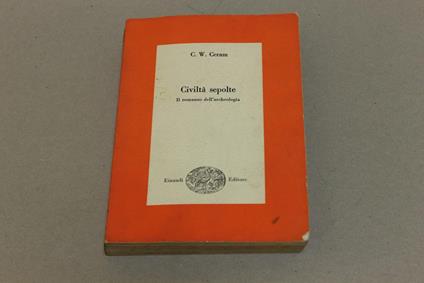 C. W. Ceram
Civiltà sepolte
Il romanzo dell'archeologia
Einaudi Editore